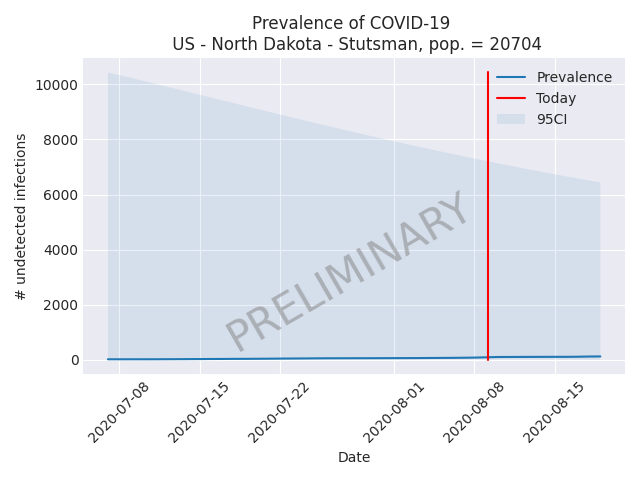 Prevalence of COVID-19
US - North Dakota - Stutsman, pop. = 20704
# undetected infections
10000
8000
6000
4000
2000
0
Prevalence
Today
95CI
PRELIMINARY
2020-07-08
2020-07-15
2020-07-22
2020-08-01
2020-08-08
2020-08-15
Date